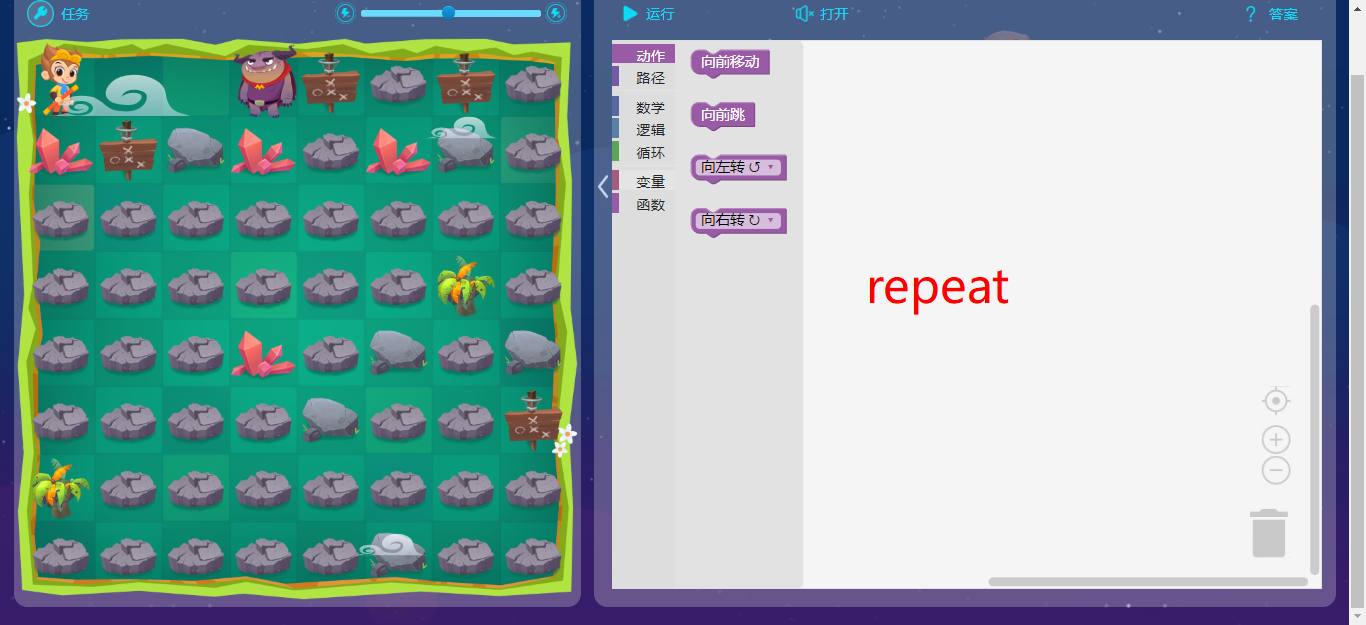 任务
运行
打开
? 答案
动作
路径
数学
逻辑
循环
变量
函数
向前移动
向前跳
向左转 ↺
向右转 ↻
repeat